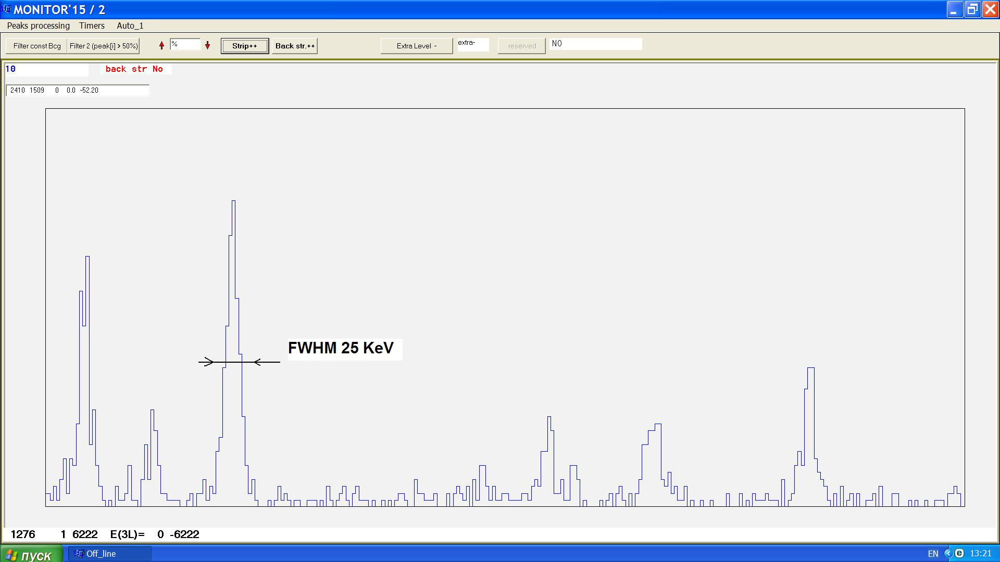 MONITOR'15 / 2
Peaks processing Timers Auto_1
Filter const Bcg Filter 2 (peak[i] > 50%) % Strip++ Back str.++ Extra Level - extra- reserved N0
10 back str No
2410 1509 0 0.0 -52.20
FWHM 25 KeV
1276 1 6222 E(3L)= 0 -6222
пуск Off_line EN 13:21